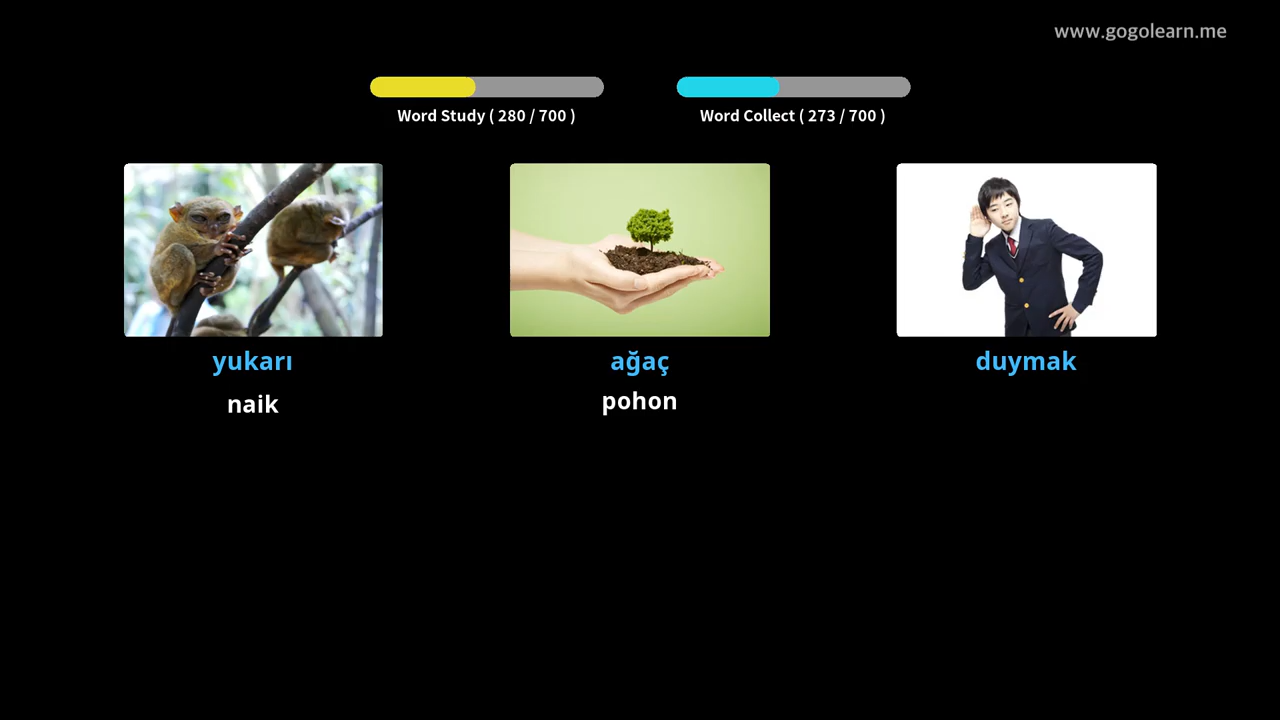 www.gogolearn.me
Word Study ( 280 / 700 )
Word Collect ( 273 / 700 )
yukarı
ağaç
duymak
naik
pohon